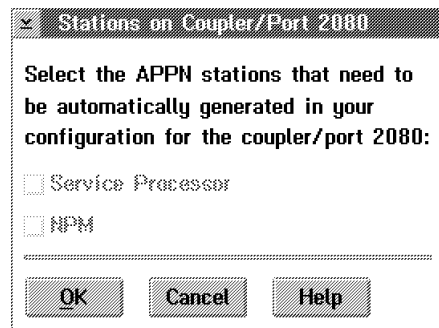 Stations on Coupler/Port 2080
Select the APPN stations that need to
be automatically generated in your
configuration for the coupler/port 2080:
Service Processor
NPM
OK
Cancel
Help